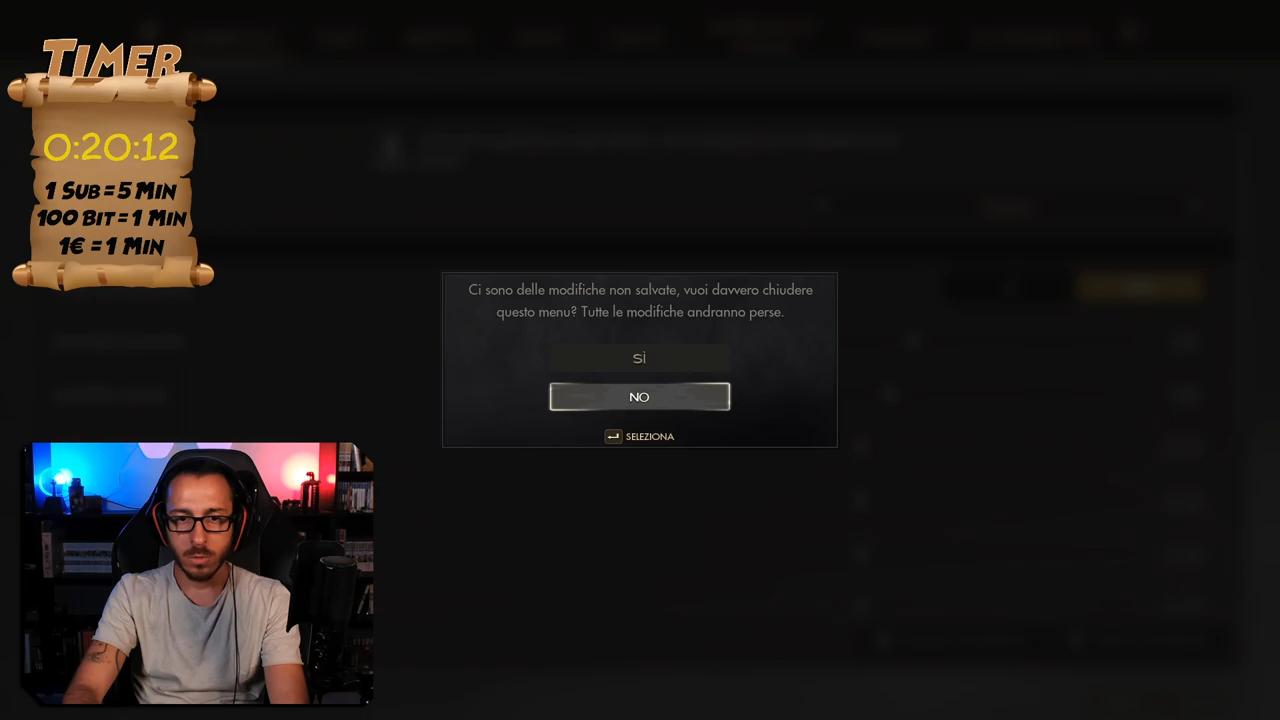 TIMER
0:20:12
1 SUB = 5 MIN
100 BIT = 1 MIN
1€ = 1 MIN
Ci sono delle modifiche non salvate, vuoi davvero chiudere
questo menu? Tutte le modifiche andranno perse.
SÌ
NO
SELEZIONA